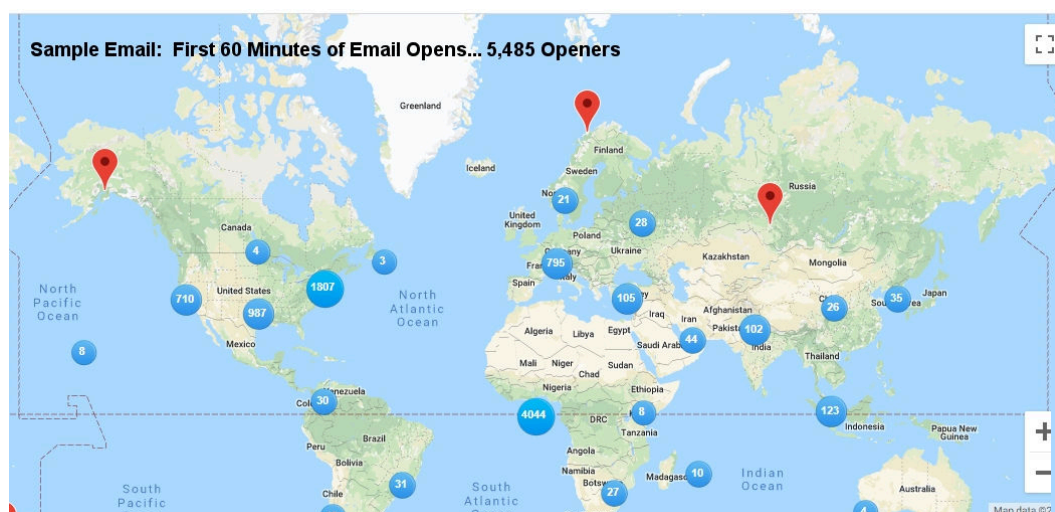 Sample Email:  First 60 Minutes of Email Opens... 5,485 Openers
Greenland
Finland
Iceland
Sweden
Russia
21
United
Kingdom
28
Canada
Poland
4
3
795
Ukraine
Kazakhstan
Mongolia
Spain
North
Pacific
Ocean
710
United States
1807
987
North
Atlantic
Ocean
105
Iraq
Iran
Afghanistan
26
35
Japan
Mexico
8
Algeria
Libya
Egypt
44
102
India
Mali
Niger
Chad
Sudan
Thailand
Nigeria
Ethiopia
30
4044
DRC
8
Tanzania
123
Indonesia
Papua New
Guinea
Peru
Brazil
Bolivia
Angola
Namibia
31
27
10
Chile
South
Pacific
South
Atlantic
Indian
Ocean
Australia
4
+
−